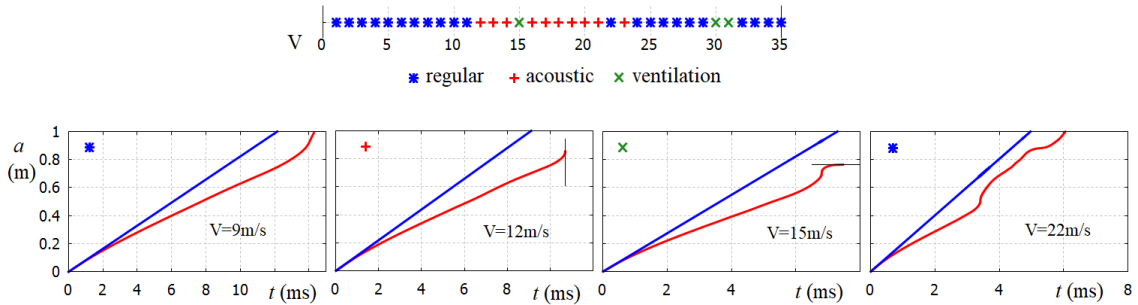 V 0 5 10 15 20 25 30 35
regular acoustic ventilation
a (m)
1
0.8
0.6
0.4
0.2
0
V=9m/s
0 2 4 6 8 10 t (ms)
V=12m/s
0 2 4 6 8 t (ms)
V=15m/s
0 2 4 6 t (ms)
V=22m/s
0 2 4 t (ms) 8